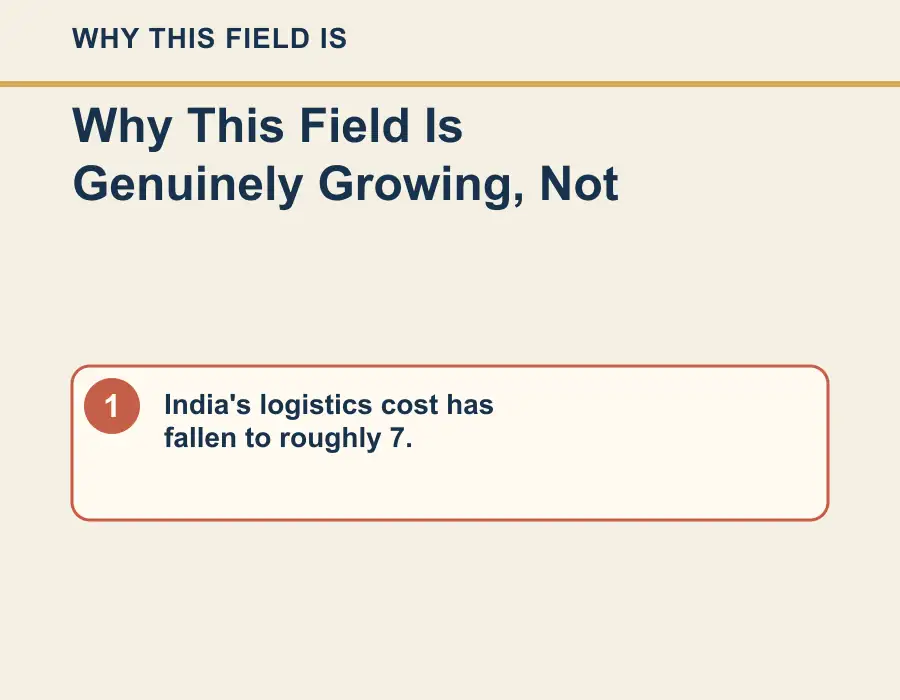 WHY THIS FIELD IS
Why This Field Is
Genuinely Growing, Not
1
India's logistics cost has
fallen to roughly 7.